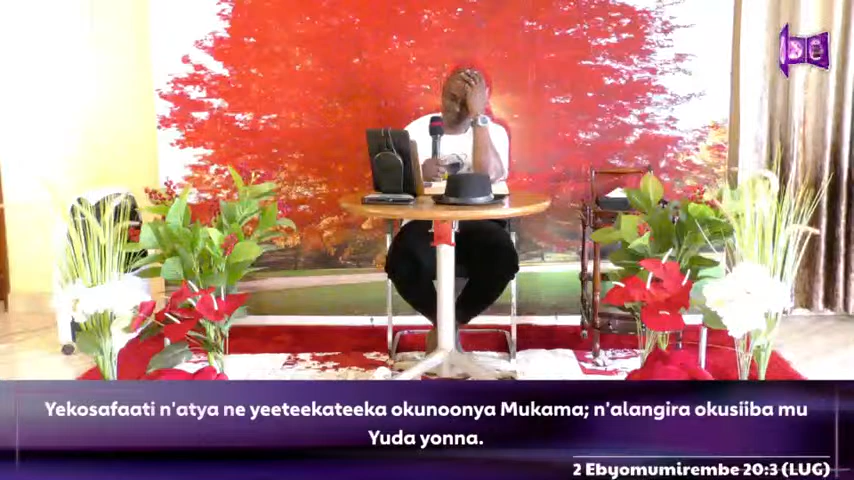 Yekosafaati n'atya ne yeeteekateeka okunoonya Mukama; n'alangira okusiiba mu
Yuda yonna.
2 Ebyomumirembe 20:3 (LUG)